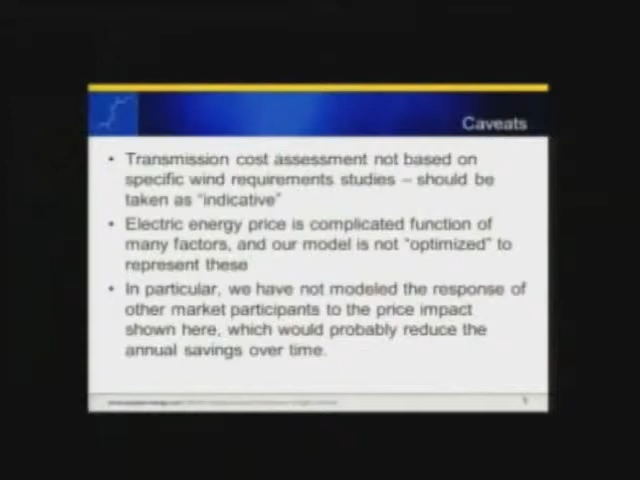 Caveats
• Transmission cost assessment not based on
specific wind requirements studies – should be
taken as “indicative”
• Electric energy price is complicated function of
many factors, and our model is not “optimized” to
represent these
• In particular, we have not modeled the response of
other market participants to the price impact
shown here, which would probably reduce the
annual savings over time.